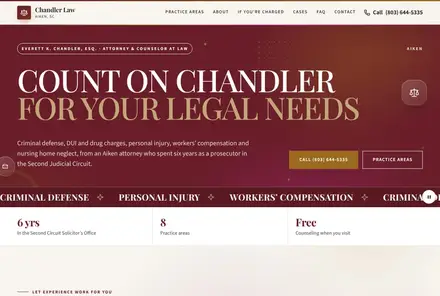 Chandler Law
AIKEN, SC
PRACTICE AREAS ABOUT IF YOU'RE CHARGED CASES FAQ CONTACT Call (803) 644-5335
EVERETT K. CHANDLER, ESQ. · ATTORNEY & COUNSELOR AT LAW
AIKEN
COUNT ON CHANDLER
FOR YOUR LEGAL NEEDS
Criminal defense, DUI and drug charges, personal injury, workers' compensation and
nursing home neglect, from an Aiken attorney who spent six years as a prosecutor in
the Second Judicial Circuit.
CALL (803) 644-5335 PRACTICE AREAS
CRIMINAL DEFENSE PERSONAL INJURY WORKERS' COMPENSATION CRIMINA
6 yrs
In the Second Circuit Solicitor's Office
8
Practice areas
Free
Counseling when you visit
LET EXPERIENCE WORK FOR YOU